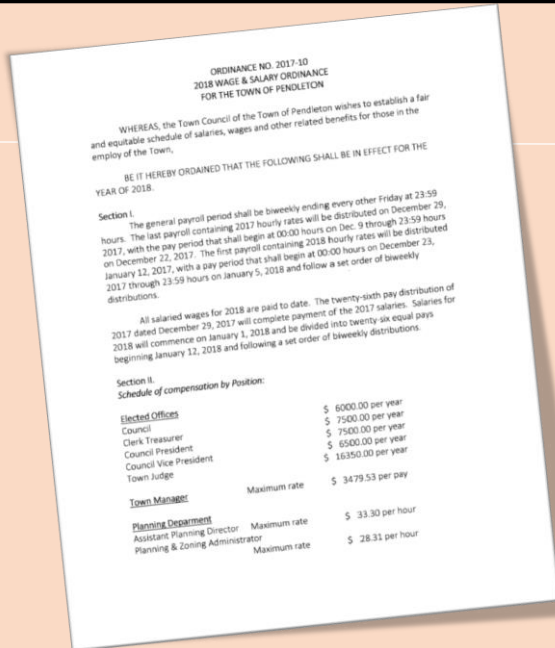 ORDINANCE NO. 2017-10
2018 WAGE & SALARY ORDINANCE
FOR THE TOWN OF PENDLETON
WHEREAS, the Town Council of the Town of Pendleton wishes to establish a fair
and equitable schedule of salaries, wages and other related benefits for those in the
employ of the Town,
BE IT HEREBY ORDAINED THAT THE FOLLOWING SHALL BE IN EFFECT FOR THE
YEAR OF 2018.
Section I.
The general payroll period shall be biweekly ending every other Friday at 23:59
hours. The last payroll containing 2017 hourly rates will be distributed on December 29,
2017, with the pay period that shall begin at 00:00 hours on Dec. 9 through 23:59 hours
on December 22, 2017. The first payroll containing 2018 hourly rates will be distributed
January 12, 2017, with a pay period that shall begin at 00:00 hours on December 23,
2017 through 23:59 hours on January 5, 2018 and follow a set order of biweekly
distributions.
All salaried wages for 2018 are paid to date. The twenty-sixth pay distribution of
2017 dated December 29, 2017 will complete payment of the 2017 salaries. Salaries for
2018 will commence on January 1, 2018 and be divided into twenty-six equal pays
beginning January 12, 2018 and following a set order of biweekly distributions.
Section II.
Schedule of compensation by Position:
Elected Offices
Council $ 6000.00 per year
Clerk Treasurer $ 7500.00 per year
Council President $ 7500.00 per year
Council Vice President $ 6500.00 per year
Town Judge $ 16350.00 per year
Town Manager Maximum rate $ 3479.53 per pay
Planning Deparment
Assistant Planning Director Maximum rate $ 33.30 per hour
Planning & Zoning Administrator
Maximum rate $ 28.31 per hour